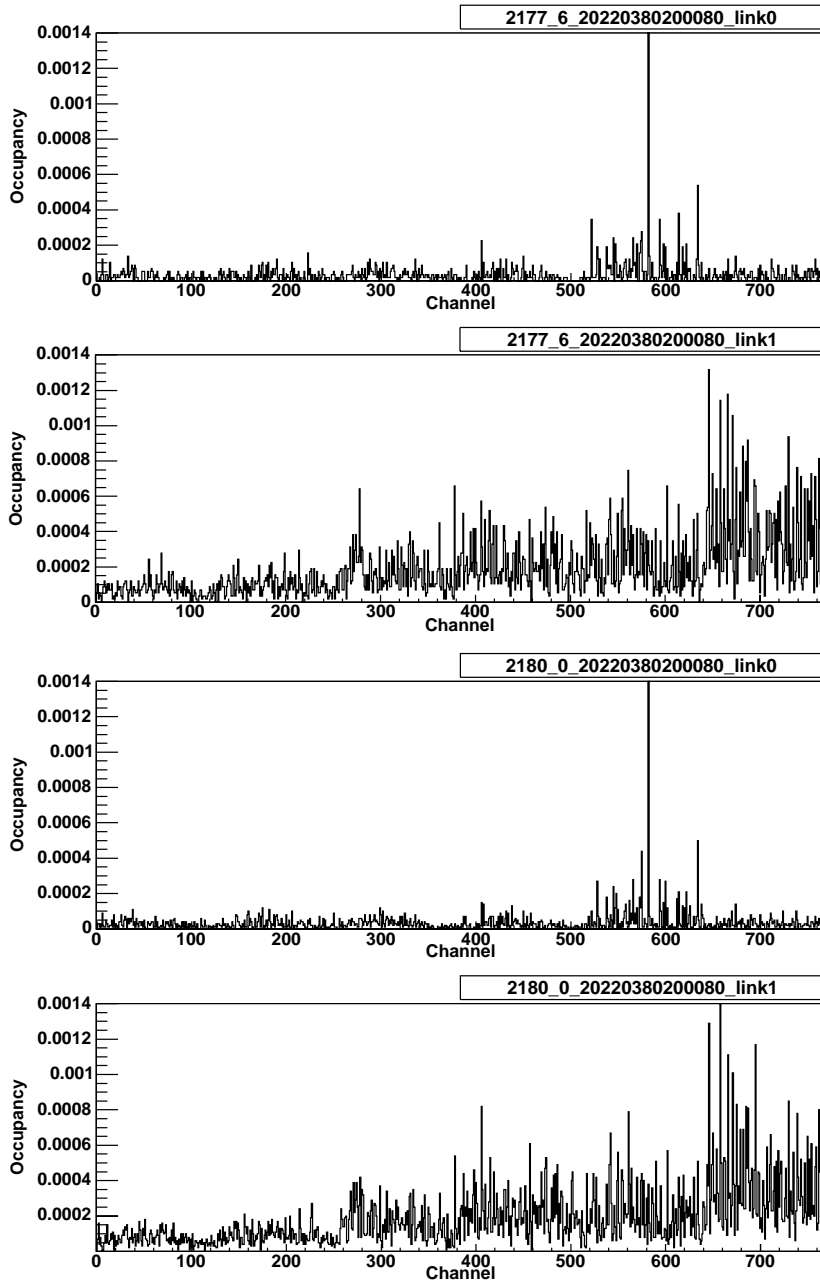 2177_6_20220380200080_link0
0.0014
0.0012
0.001
0.0008
0.0006
0.0004
0.0002
0
Occupancy
0 100 200 300 400 500 600 700
Channel
2177_6_20220380200080_link1
0.0014
0.0012
0.001
0.0008
0.0006
0.0004
0.0002
0
Occupancy
0 100 200 300 400 500 600 700
Channel
2180_0_20220380200080_link0
0.0014
0.0012
0.001
0.0008
0.0006
0.0004
0.0002
0
Occupancy
0 100 200 300 400 500 600 700
Channel
2180_0_20220380200080_link1
0.0014
0.0012
0.001
0.0008
0.0006
0.0004
0.0002
Occupancy
0 100 200 300 400 500 600 700
Channel